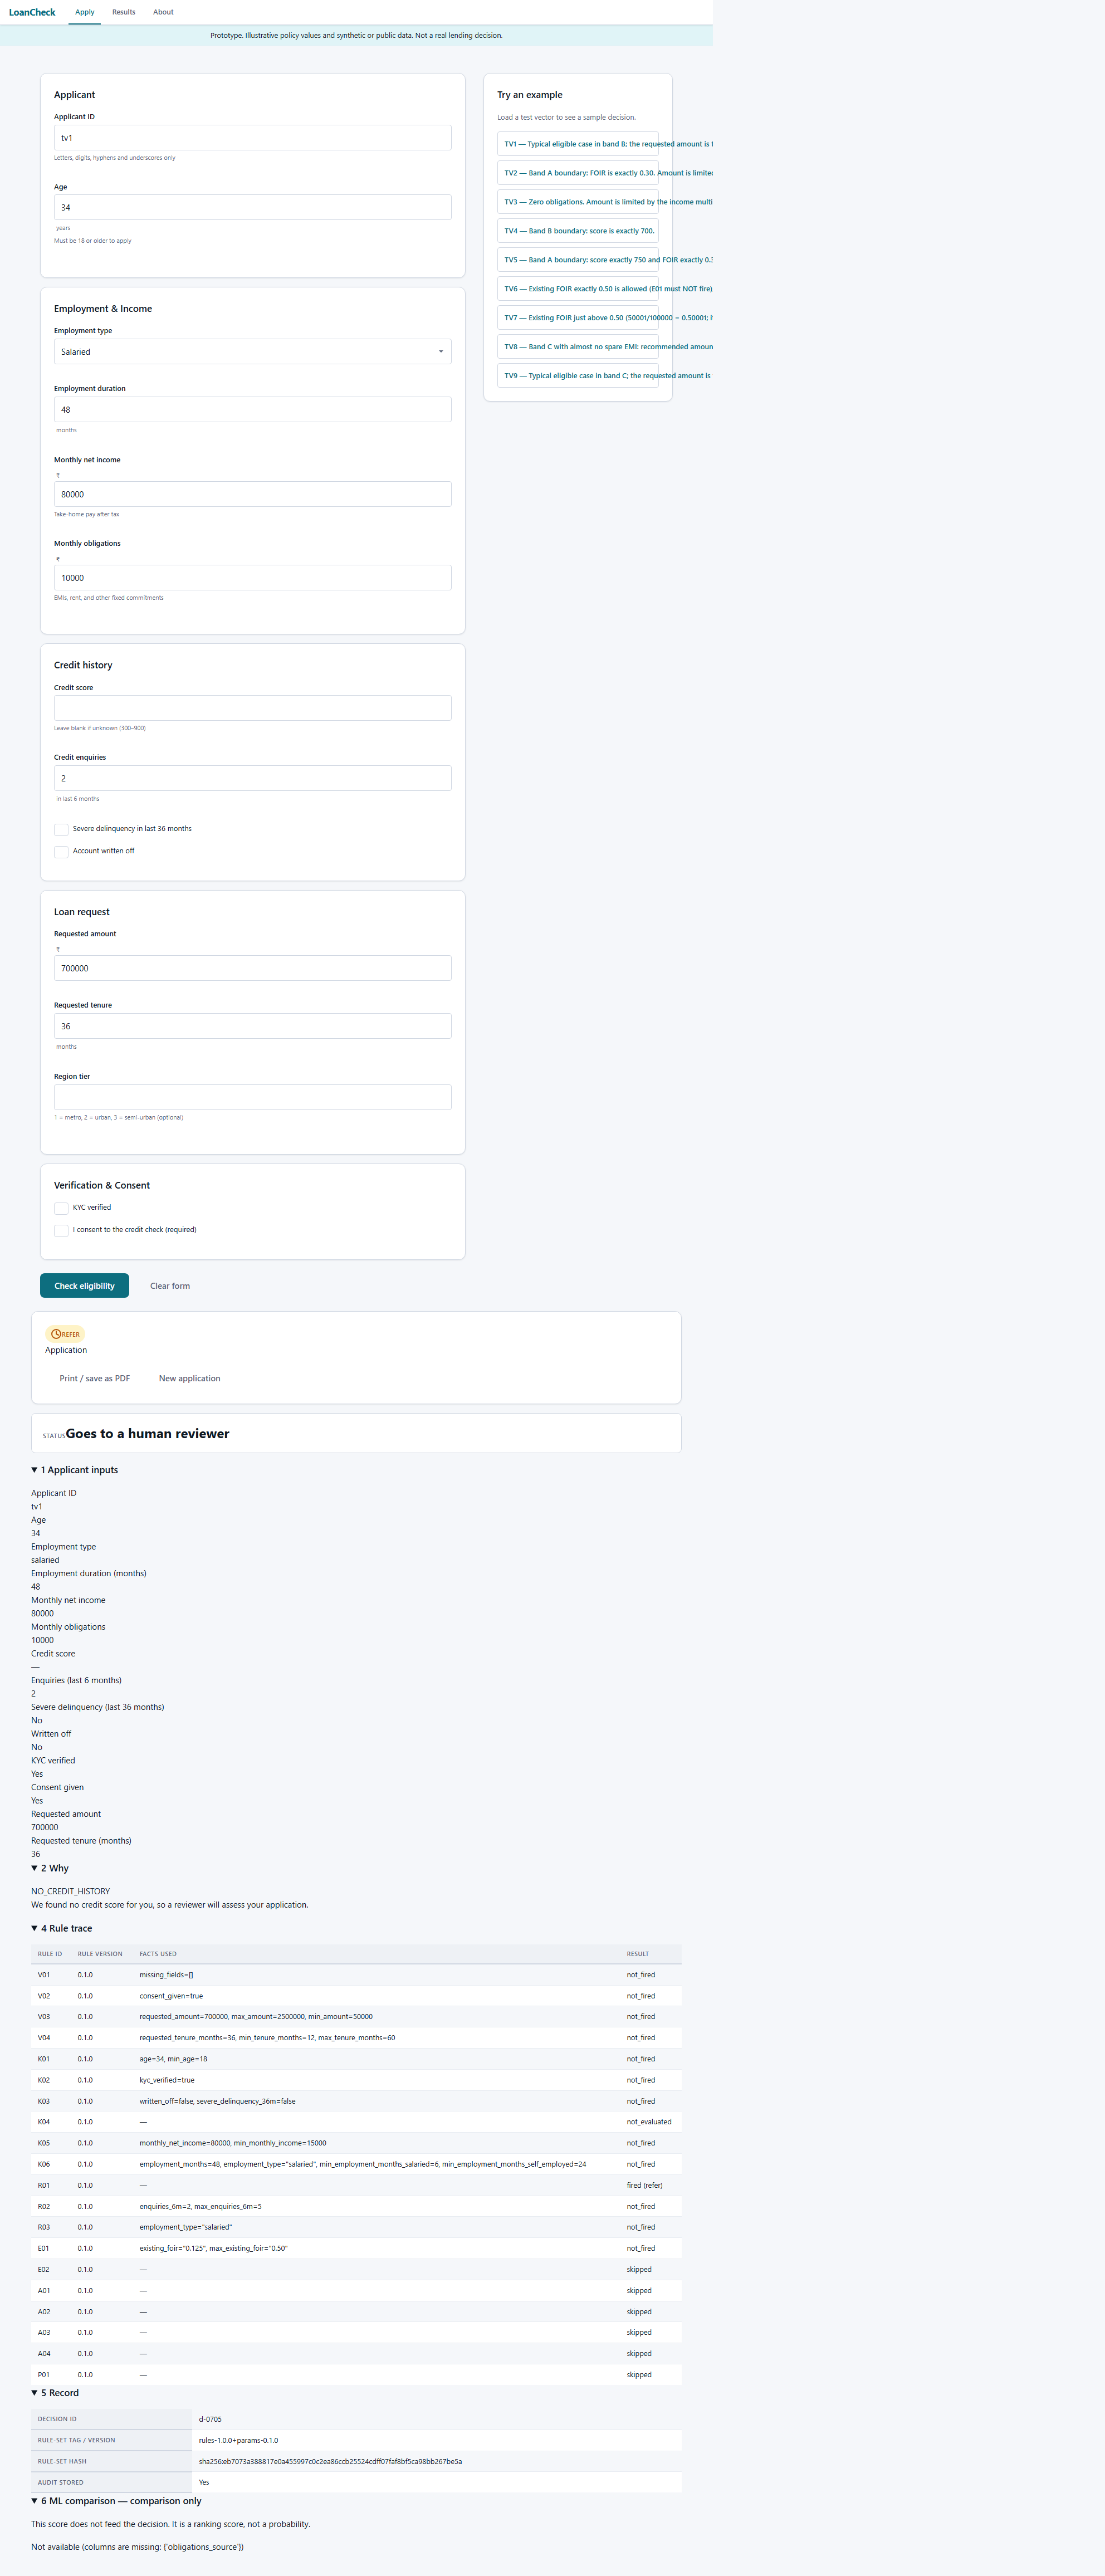 LoanCheck Apply Results About
Prototype. Illustrative policy values and synthetic or public data. Not a real lending decision.
Applicant
Applicant ID
tv1
Letters, digits, hyphens and underscores only
Age
34
years
Must be 18 or older to apply
Employment & Income
Employment type
Salaried
Employment duration
48
months
Monthly net income
₹
80000
Take-home pay after tax
Monthly obligations
₹
10000
EMIs, rent, and other fixed commitments
Credit history
Credit score
Leave blank if unknown (300–900)
Credit enquiries
2
in last 6 months
Severe delinquency in last 36 months
Account written off
Loan request
Requested amount
₹
700000
Requested tenure
36
months
Region tier
1 = metro, 2 = urban, 3 = semi-urban (optional)
Verification & Consent
KYC verified
I consent to the credit check (required)
Check eligibility Clear form
Try an example
Load a test vector to see a sample decision.
TV1 — Typical eligible case in band B; the requested amount is
TV2 — Band A boundary: FOIR is exactly 0.30. Amount is limited
TV3 — Zero obligations. Amount is limited by the income multi
TV4 — Band B boundary: score is exactly 700.
TV5 — Band A boundary: score exactly 750 and FOIR exactly 0.3
TV6 — Existing FOIR exactly 0.50 is allowed (E01 must NOT fire)
TV7 — Existing FOIR just above 0.50 (50001/100000 = 0.50001; i
TV8 — Band C with almost no spare EMI: recommended amoun
TV9 — Typical eligible case in band C; the requested amount is
REFER
Application
Print / save as PDF New application
STATUS Goes to a human reviewer
1 Applicant inputs
Applicant ID
tv1
Age
34
Employment type
salaried
Employment duration (months)
48
Monthly net income
80000
Monthly obligations
10000
Credit score
—
Enquiries (last 6 months)
2
Severe delinquency (last 36 months)
No
Written off
No
KYC verified
Yes
Consent given
Yes
Requested amount
700000
Requested tenure (months)
36
2 Why
NO_CREDIT_HISTORY
We found no credit score for you, so a reviewer will assess your application.
4 Rule trace
RULE ID RULE VERSION FACTS USED RESULT
V01 0.1.0 missing_fields=[] not_fired
V02 0.1.0 consent_given=true not_fired
V03 0.1.0 requested_amount=700000, max_amount=2500000, min_amount=50000 not_fired
V04 0.1.0 requested_tenure_months=36, min_tenure_months=12, max_tenure_months=60 not_fired
K01 0.1.0 age=34, min_age=18 not_fired
K02 0.1.0 kyc_verified=true not_fired
K03 0.1.0 written_off=false, severe_delinquency_36m=false not_fired
K04 0.1.0 — not_evaluated
K05 0.1.0 monthly_net_income=80000, min_monthly_income=15000 not_fired
K06 0.1.0 employment_months=48, employment_type="salaried", min_employment_months_salaried=6, min_employment_months_self_employed=24 not_fired
R01 0.1.0 — fired (refer)
R02 0.1.0 enquiries_6m=2, max_enquiries_6m=5 not_fired
R03 0.1.0 employment_type="salaried" not_fired
E01 0.1.0 existing_foir="0.125", max_existing_foir="0.50" not_fired
E02 0.1.0 — skipped
A01 0.1.0 — skipped
A02 0.1.0 — skipped
A03 0.1.0 — skipped
A04 0.1.0 — skipped
P01 0.1.0 — skipped
5 Record
DECISION ID d-0705
RULE-SET TAG / VERSION rules-1.0.0+params-0.1.0
RULE-SET HASH sha256:eb7073a388817e0a455997c0c2ea86ccb25524cdff07faf8bf5ca98bb267be5a
AUDIT STORED Yes
6 ML comparison — comparison only
This score does not feed the decision. It is a ranking score, not a probability.
Not available (columns are missing: {'obligations_source'})